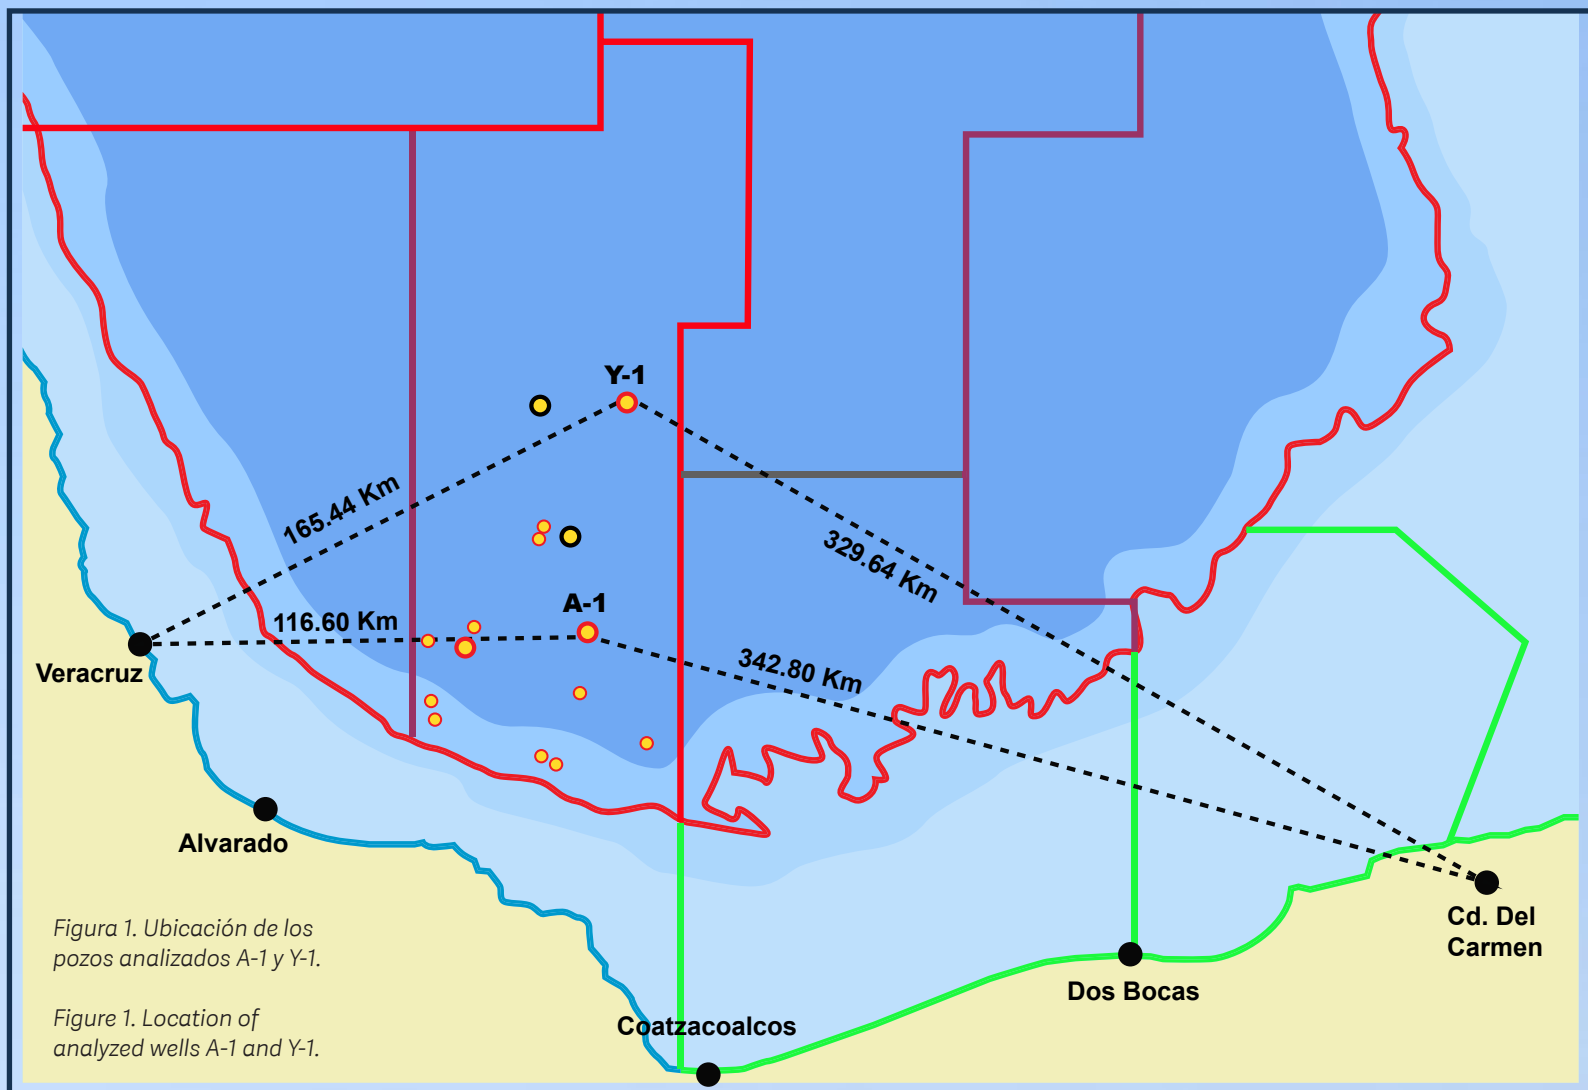 Y-1
165.44 Km
329.64 Km
A-1
116.60 Km
342.80 Km
Veracruz
Alvarado
Cd. Del
Carmen
Figura 1. Ubicación de los
pozos analizados A-1 y Y-1.
Dos Bocas
Figure 1. Location of
analyzed wells A-1 and Y-1.
Coatzacoalcos